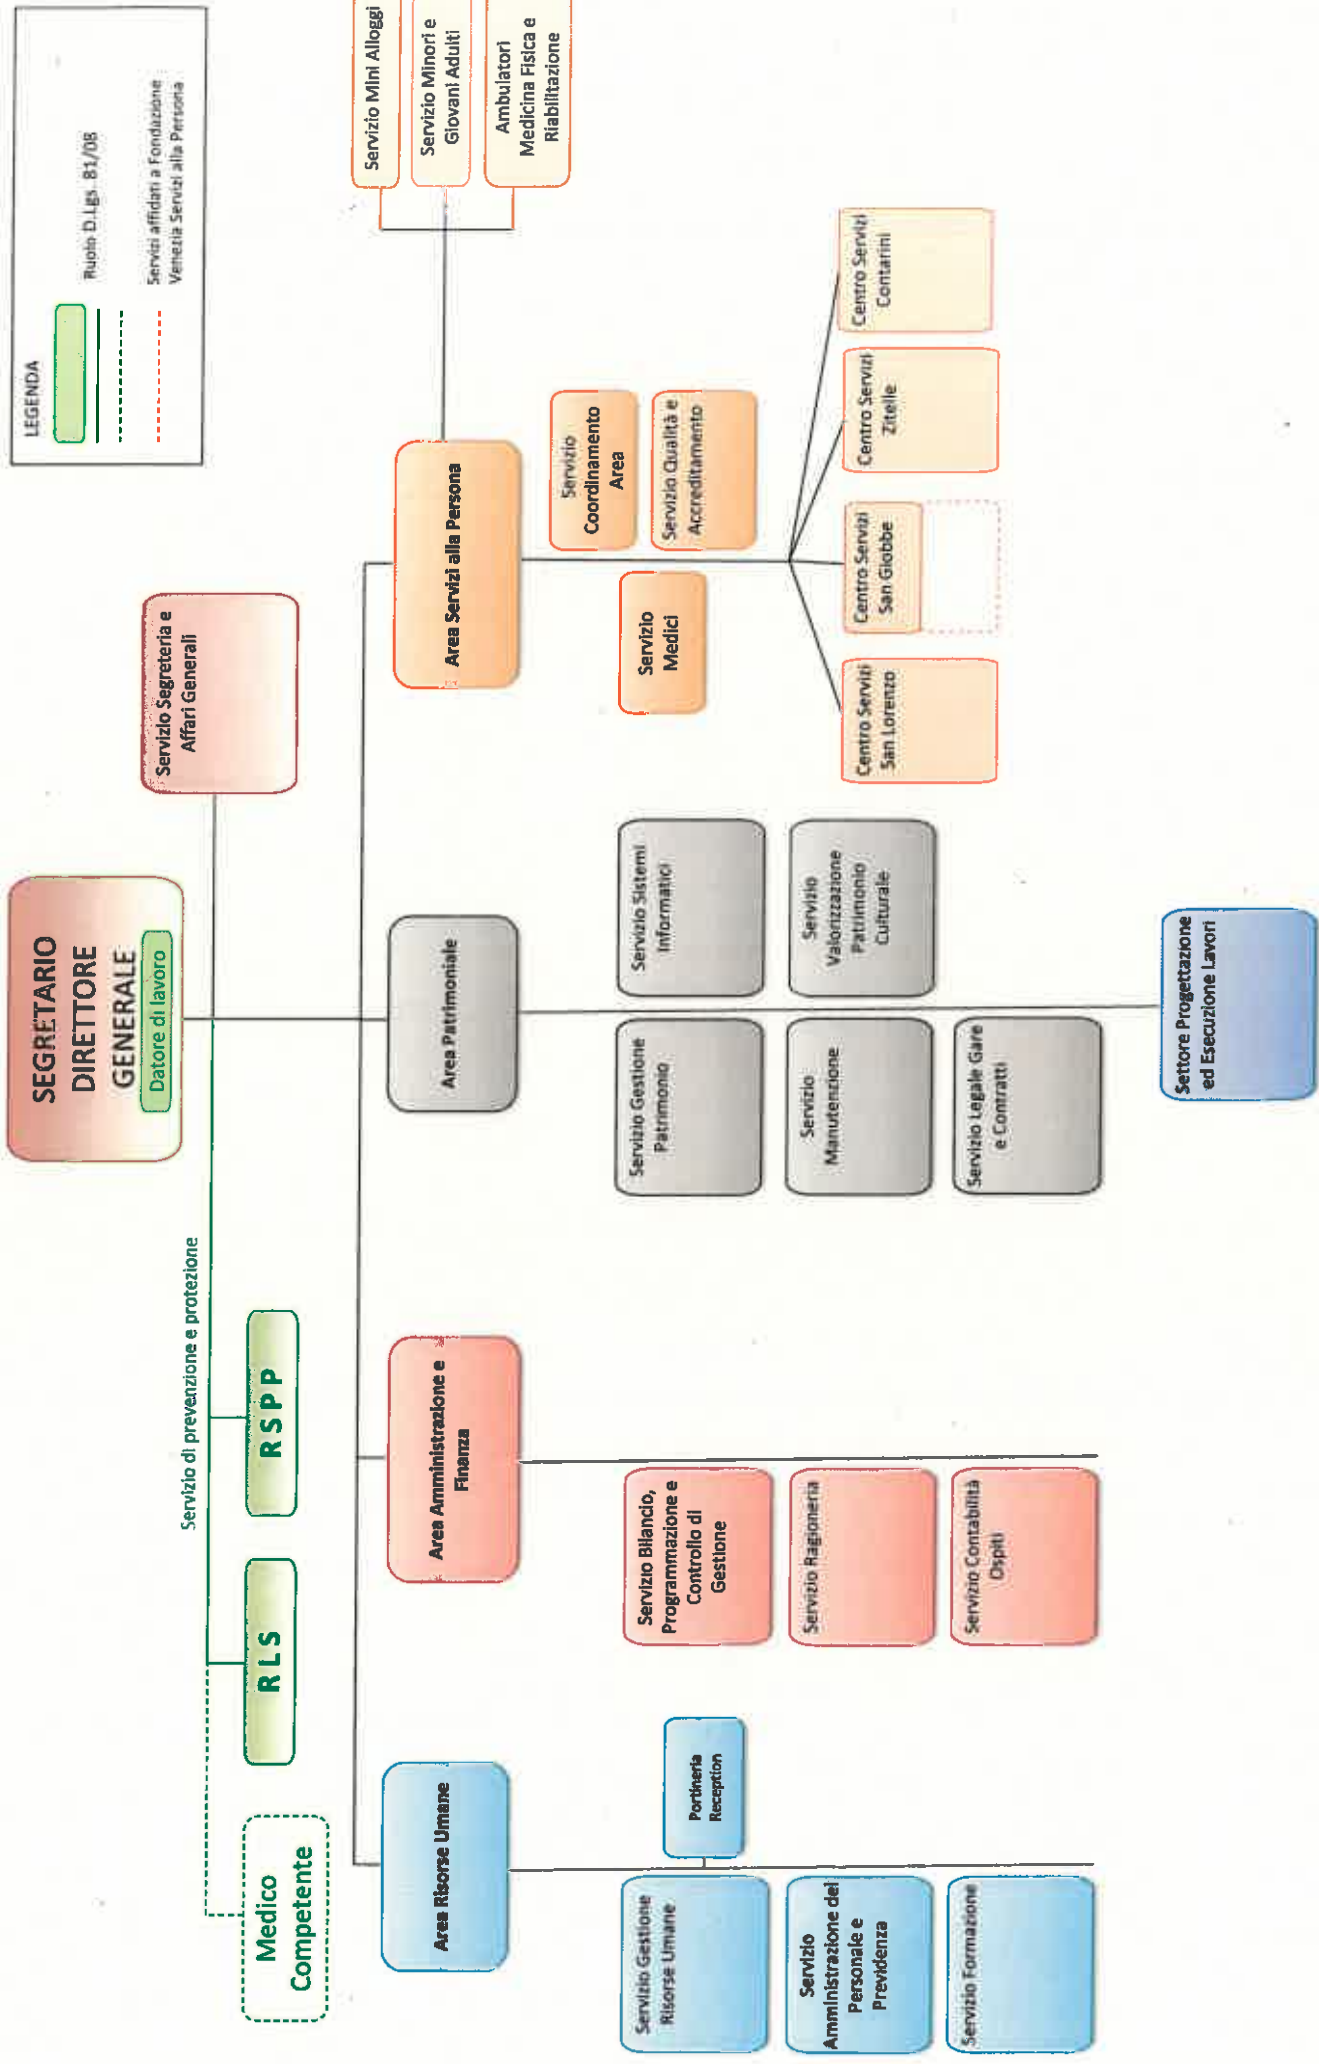 SEGRETARIO
DIRETTORE
GENERALE
Datore di lavoro
LEGENDA
Ruolo D.Lgs. 81/08
Servizi affidati a Fondazione
Venezia Servizi alla Persona
Servizio di prevenzione e protezione
Servizio Segreteria e
Affari Generali
Medico
Competente
RLS
RSPP
Area Risorse Umane
Area Amministrazione e
Finanza
Area Patrimoniale
Area Servizi alla Persona
Servizio Mini Alloggi
Servizio Minori e
Giovani Adulti
Ambulatori
Medicina Fisica e
Riabilitazione
Servizio Gestione
Risorse Umane
Portineria
Reception
Servizio
Amministrazione del
Personale e
Previdenza
Servizio Formazione
Servizio Bilancio,
Programmazione e
Controllo di
Gestione
Servizio Ragioneria
Servizio Contabilità
Ospiti
Servizio Gestione
Patrimonio
Servizio Sistemi
Informatici
Servizio
Manutenzione
Servizio
Valorizzazione
Patrimonio
Culturale
Servizio Legale Gare
e Contratti
Settore Progettazione
ed Esecuzione Lavori
Servizio
Coordinamento
Area
Servizio
Medici
Servizio Qualità e
Accreditamento
Centro Servizi
San Lorenzo
Centro Servizi
San Giobbe
Centro Servizi
Zitelle
Centro Servizi
Contarini